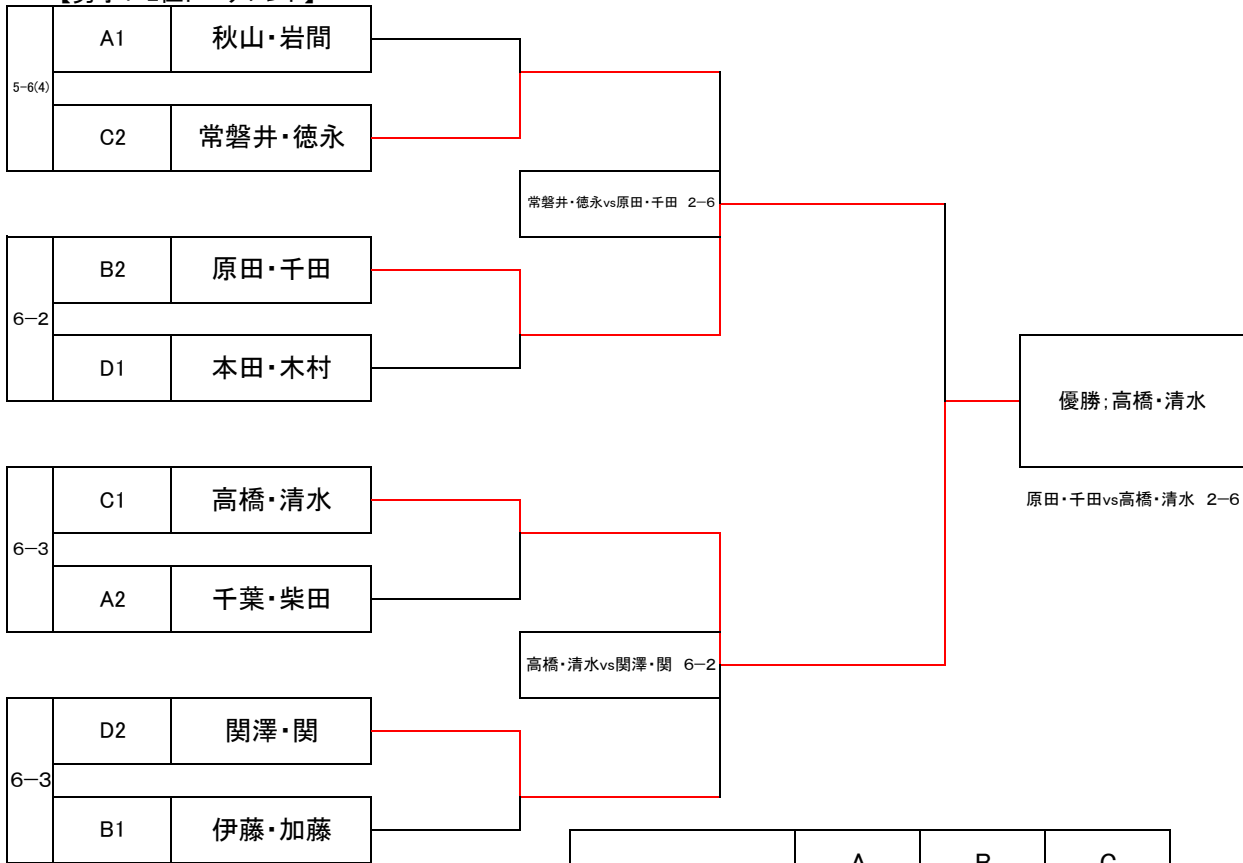 5-6(4)
A1 秋山・岩間
C2 常磐井・徳永
常磐井・徳永vs原田・千田 2-6
6-2
B2 原田・千田
D1 本田・木村
優勝;高橋・清水
原田・千田vs高橋・清水 2-6
6-3
C1 高橋・清水
A2 千葉・柴田
高橋・清水vs関澤・関 6-2
6-3
D2 関澤・関
B1 伊藤・加藤
A B C